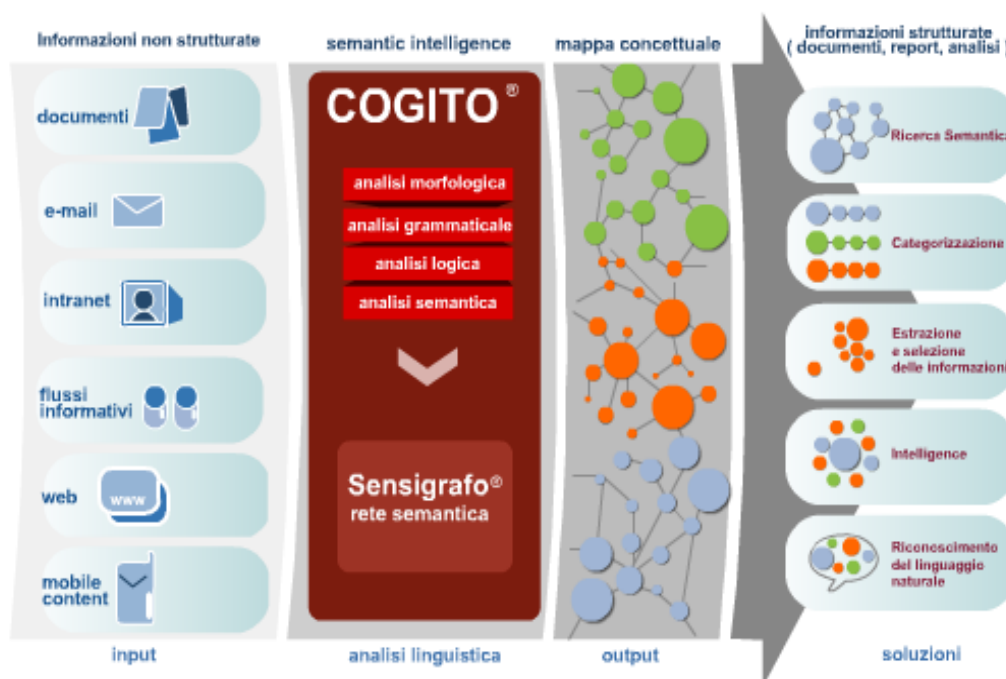 Informazioni non strutturate
documenti
e-mail
intranet
flussi
informativi
web
www
mobile
content
input
semantic intelligence
COGITO ®
analisi morfologica
analisi grammaticale
analisi logica
analisi semantica
Sensigrafo®
rete semantica
analisi linguistica
mappa concettuale
output
informazioni strutturate
( documenti, report, analisi )
Ricerca Semantica
Categorizzazione
Estrazione
e selezione
delle informazioni
Intelligence
Riconoscimento
del linguaggio
naturale
soluzioni